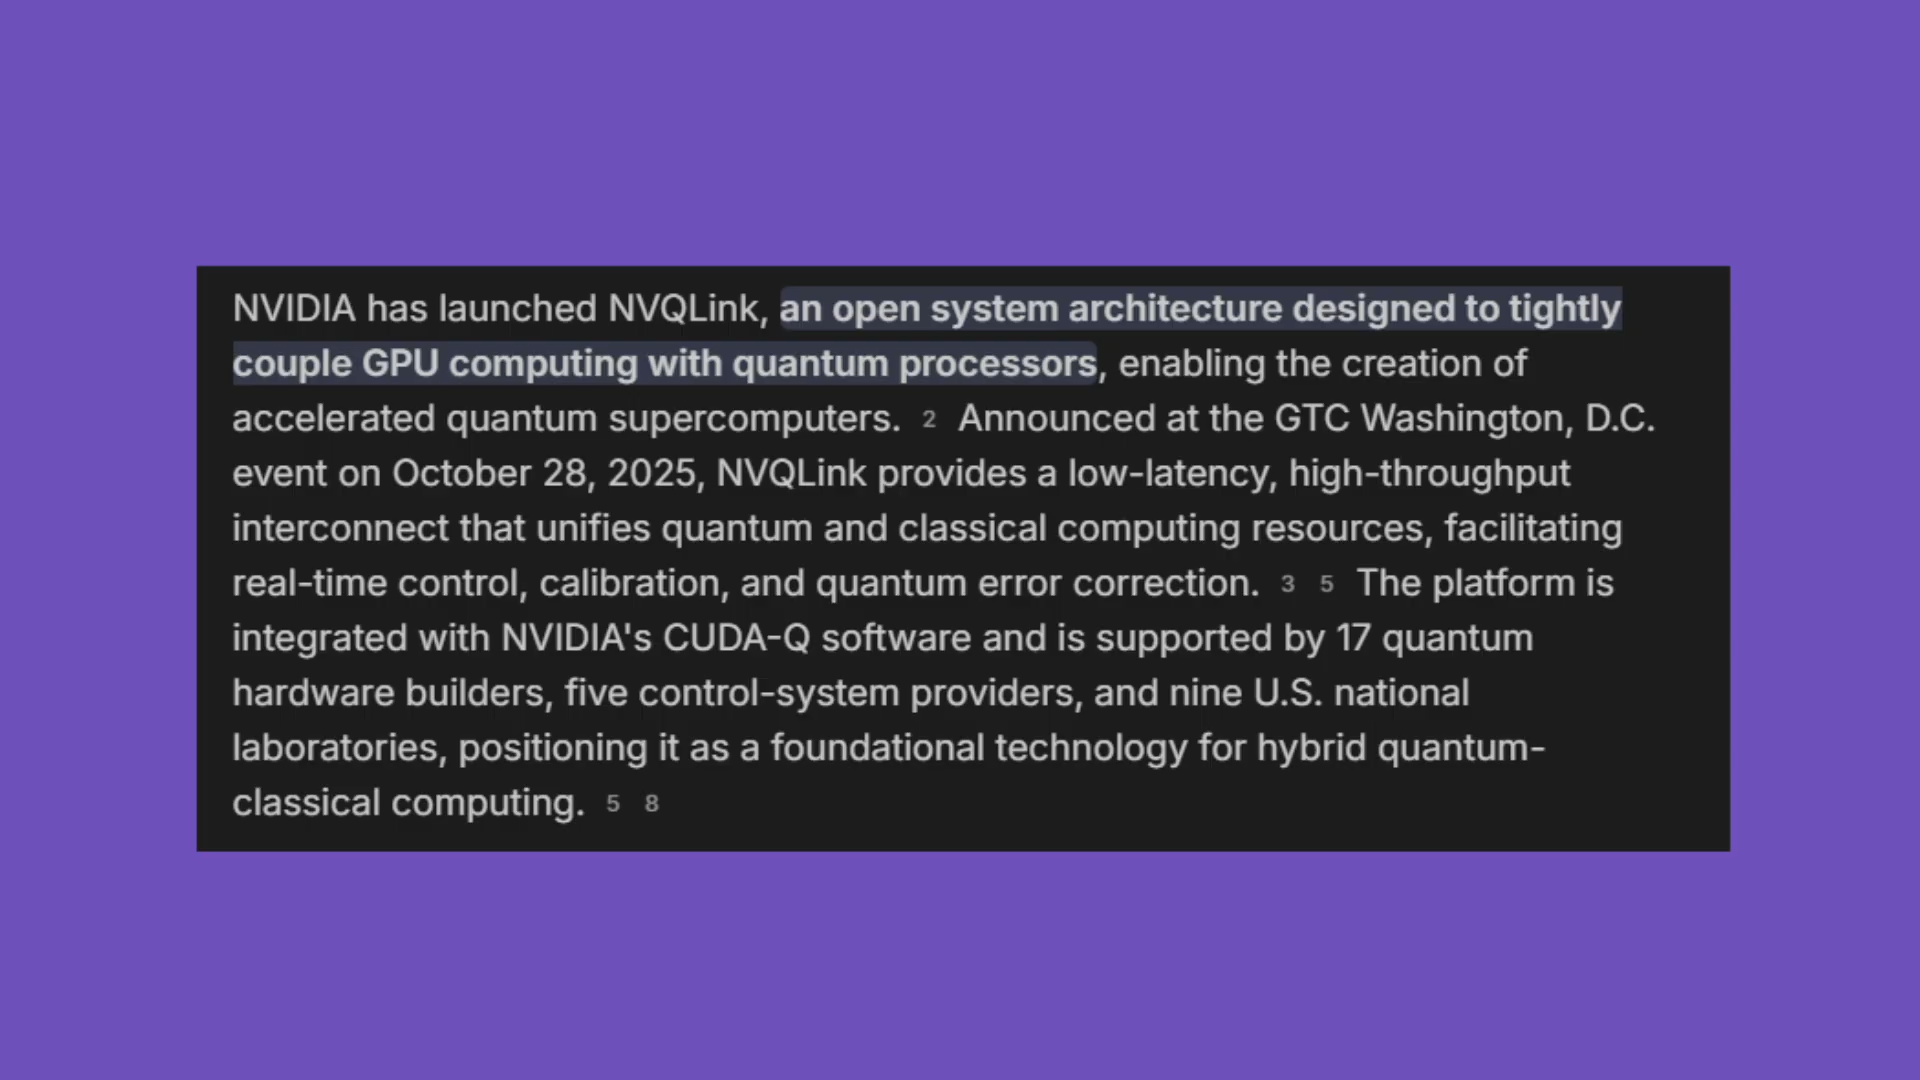 NVIDIA has launched NVQLink, an open system architecture designed to tightly
couple GPU computing with quantum processors, enabling the creation of
accelerated quantum supercomputers. 2 Announced at the GTC Washington, D.C.
event on October 28, 2025, NVQLink provides a low-latency, high-throughput
interconnect that unifies quantum and classical computing resources, facilitating
real-time control, calibration, and quantum error correction. 3 5 The platform is
integrated with NVIDIA's CUDA-Q software and is supported by 17 quantum
hardware builders, five control-system providers, and nine U.S. national
laboratories, positioning it as a foundational technology for hybrid quantum-
classical computing. 5 8